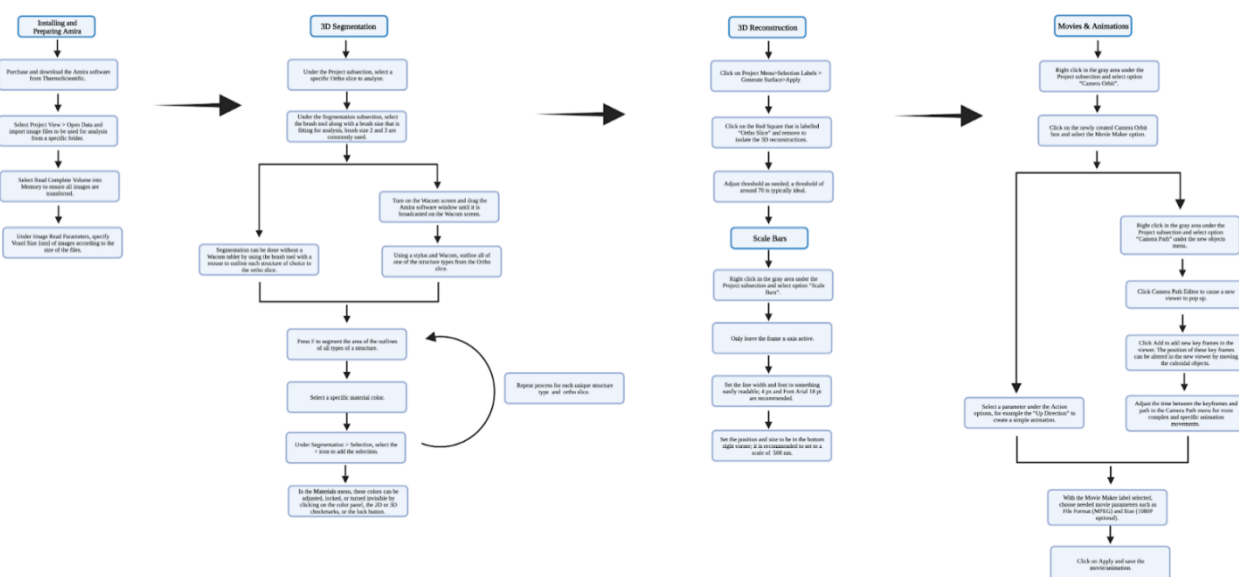 Installing and
Preparing Amira
Purchase and download the Amira software
from ThermoScientific.
Select Project View > Open Data and
import image files to be used for analysis
from a specific folder.
Select Read Complete Volume into
Memory to ensure all images are
transferred.
Under Image Read Parameters, specify
Voxel Size (nm) of images according to the
size of the files.
3D Segmentation
Under the Project subsection, select a
specific Ortho slice to analyse.
Under the Segmentation subsection, select
the brush tool along with a brush size that is
fitting for analysis, brush size 2 and 3 are
commonly used.
Segmentation can be done without a
Wacom tablet by using the brush tool with a
mouse to outline each structure of choice in
the ortho slice.
Turn on the Wacom screen and drag the
Amira software window until it is
broadcasted on the Wacom screen.
Using a stylus and Wacom, outline all of
one of the structure types from the Ortho
slice.
Press F to segment the area of the outlines
of all types of a structure.
Select a specific material color.
Under Segmentation > Selection, select the
+ icon to add the selection.
Repeat process for each unique structure
type and ortho slice.
In the Materials menu, these colors can be
adjusted, locked, or turned invisible by
clicking on the color panel, the 2D or 3D
checkmarks, or the lock button.
3D Reconstruction
Click on Project Menu>Selection Labels >
Generate Surface>Apply
Click on the Red Square that is labelled
"Ortho Slice" and remove to
isolate the 3D reconstructions.
Adjust threshold as needed; a threshold of
around 70 is typically ideal.
Scale Bars
Right click in the gray area under the
Project subsection and select option "Scale
Bars".
Only leave the frame x-axis active.
Set the line width and font to something
easily readable; 4 pt and Font Arial 18 pt
are recommended.
Set the position and size to be in the bottom
right corner; it is recommended to set to a
scale of 500 um.
Movies & Animations
Right click in the gray area under the
Project subsection and select option
"Camera Orbit".
Click on the newly created Camera Orbit
box and select the Movie Maker option.
Select a parameter under the Action
options, for example the "Up Direction" to
create a simple animation.
Right click in the gray area under the
Project subsection and select option
"Camera Path" under the new objects
menu.
Click Camera Path Editor to cause a new
viewer to pop up.
Click Add to add new key frames in the
viewer. The position of these key frames
can be altered in the new viewer by moving
the cuboidal objects.
Adjust the time between the keyframes and
path in the Camera Path menu for more
complex and specific animation
movements.
With the Movie Maker label selected,
choose needed movie parameters such as
File Format (MPEG) and Size (1080P
optional).
Click on Apply and save the
movie/animation.